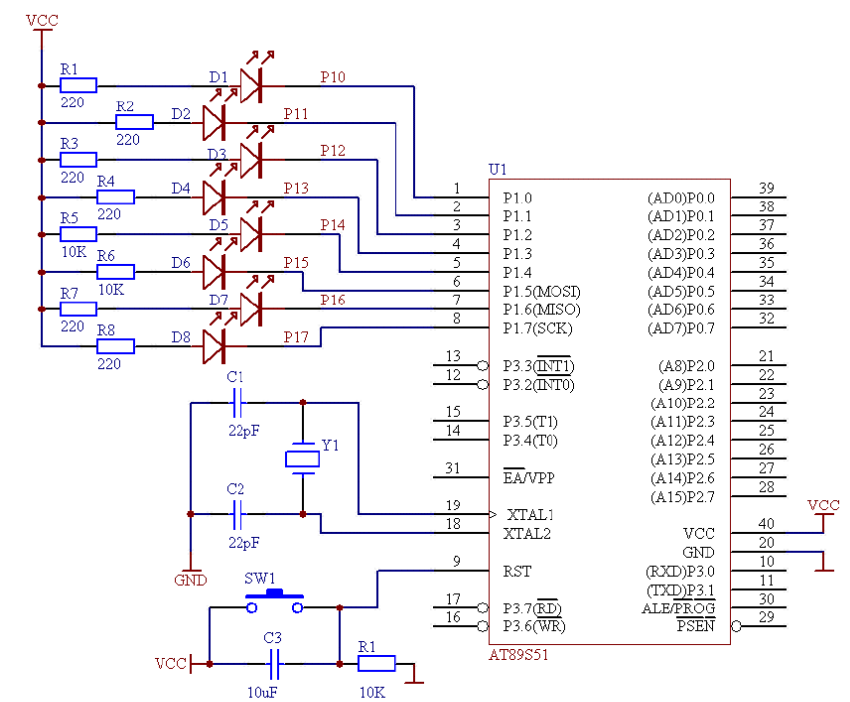 VCC
R1
220
D1
P10
R2
220
D2
P11
R3
220
D3
P12
R4
220
D4
P13
R5
10K
D5
P14
R6
10K
D6
P15
R7
220
D7
P16
R8
220
D8
P17
C1
22pF
Y1
C2
22pF
GND
SW1
VCC
C3
10uF
R1
10K
U1
1 P1.0 (AD0)P0.0 39
2 P1.1 (AD1)P0.1 38
3 P1.2 (AD2)P0.2 37
4 P1.3 (AD3)P0.3 36
5 P1.4 (AD4)P0.4 35
6 P1.5(MOSI) (AD5)P0.5 34
7 P1.6(MISO) (AD6)P0.6 33
8 P1.7(SCK) (AD7)P0.7 32
13 P3.3(INT1) (A8)P2.0 21
12 P3.2(INT0) (A9)P2.1 22
(A10)P2.2 23
15 P3.5(T1) (A11)P2.3 24
14 P3.4(T0) (A12)P2.4 25
(A13)P2.5 26
31 EA/VPP (A14)P2.6 27
(A15)P2.7 28
19 XTAL1
18 XTAL2 VCC 40
VCC
GND 20
9 RST (RXD)P3.0 10
(TXD)P3.1 11
17 P3.7(RD) ALE/PROG 30
16 P3.6(WR) PSEN 29
AT89S51